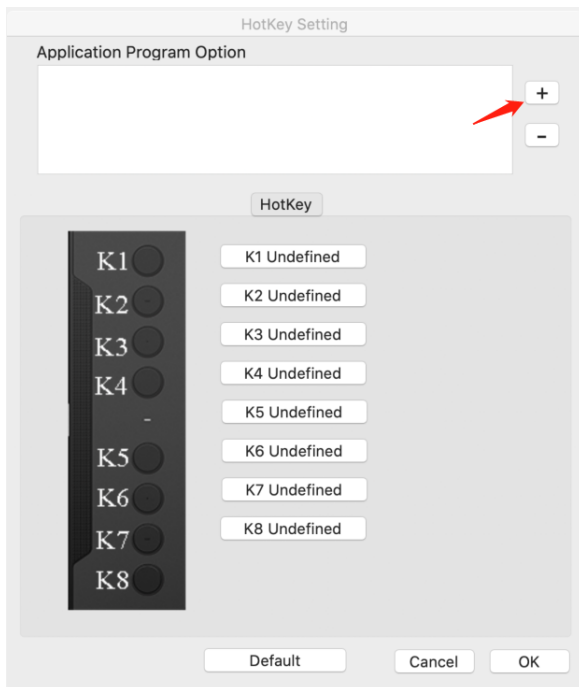 HotKey Setting
Application Program Option
+
-
HotKey
K1
K1 Undefined
K2
K2 Undefined
K3
K3 Undefined
K4
K4 Undefined
-
K5 Undefined
K5
K6 Undefined
K6
K7 Undefined
K7
K8 Undefined
K8
Default
Cancel
OK